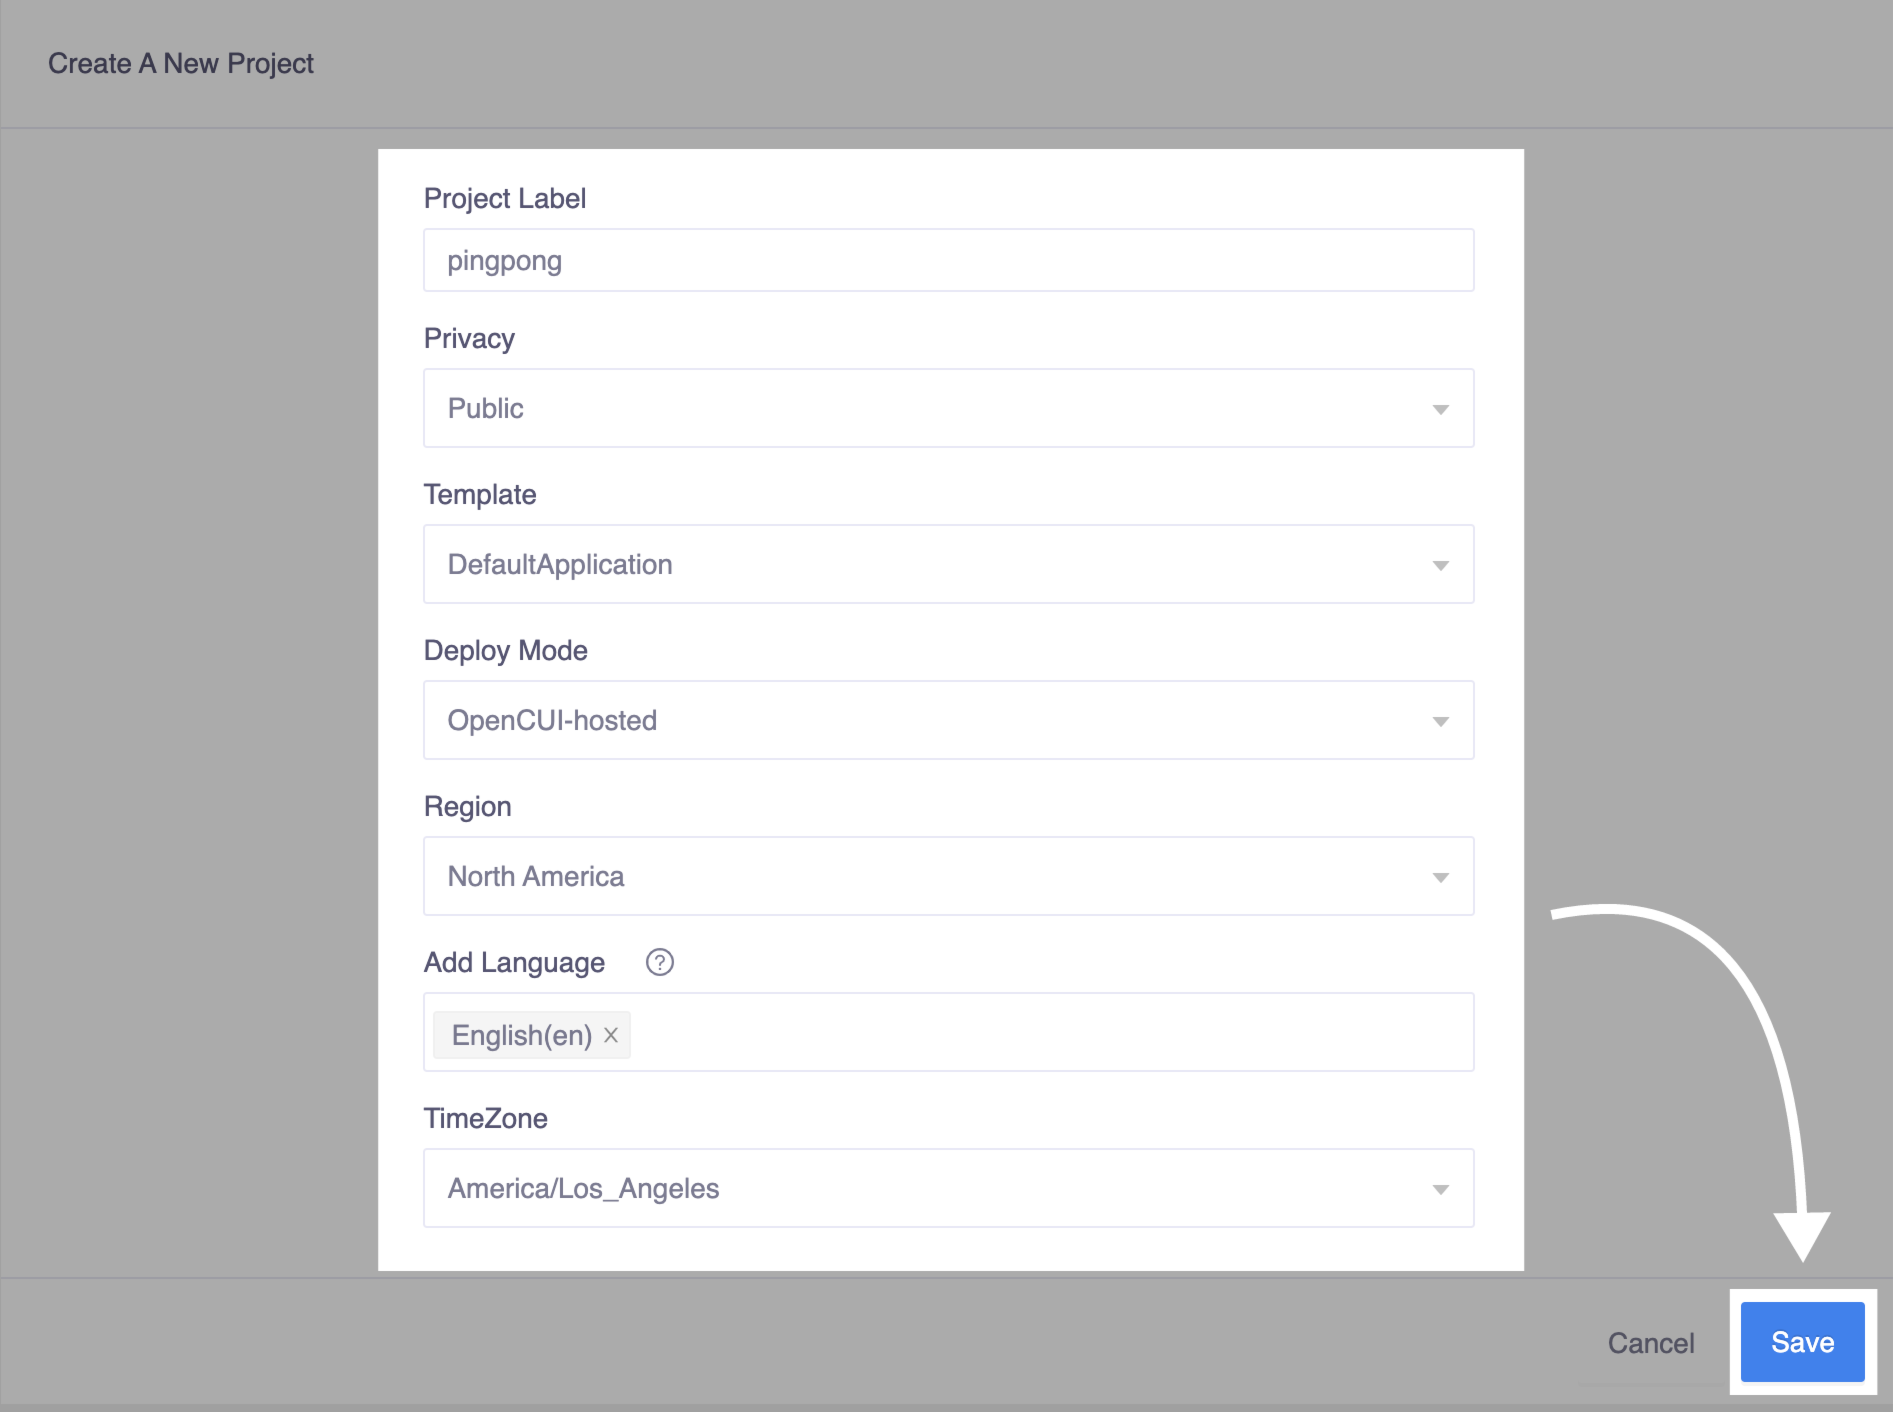 Create A New Project
Project Label
pingpong
Privacy
Public
Template
DefaultApplication
Deploy Mode
OpenCUI-hosted
Region
North America
Add Language ?
English(en) X
TimeZone
America/Los_Angeles
Cancel Save